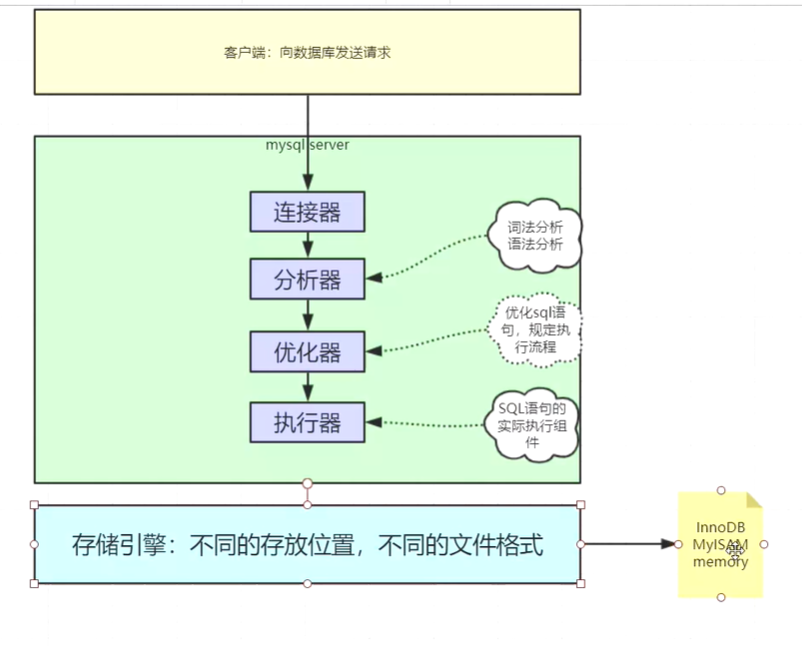 客户端：向数据库发送请求
mysql server
连接器
词法分析
语法分析
分析器
优化sql语
句，规定执
行流程
优化器
SQL语句的
实际执行组
件
执行器
存储引擎：不同的存放位置，不同的文件格式
InnoDB
MyISAM
memory